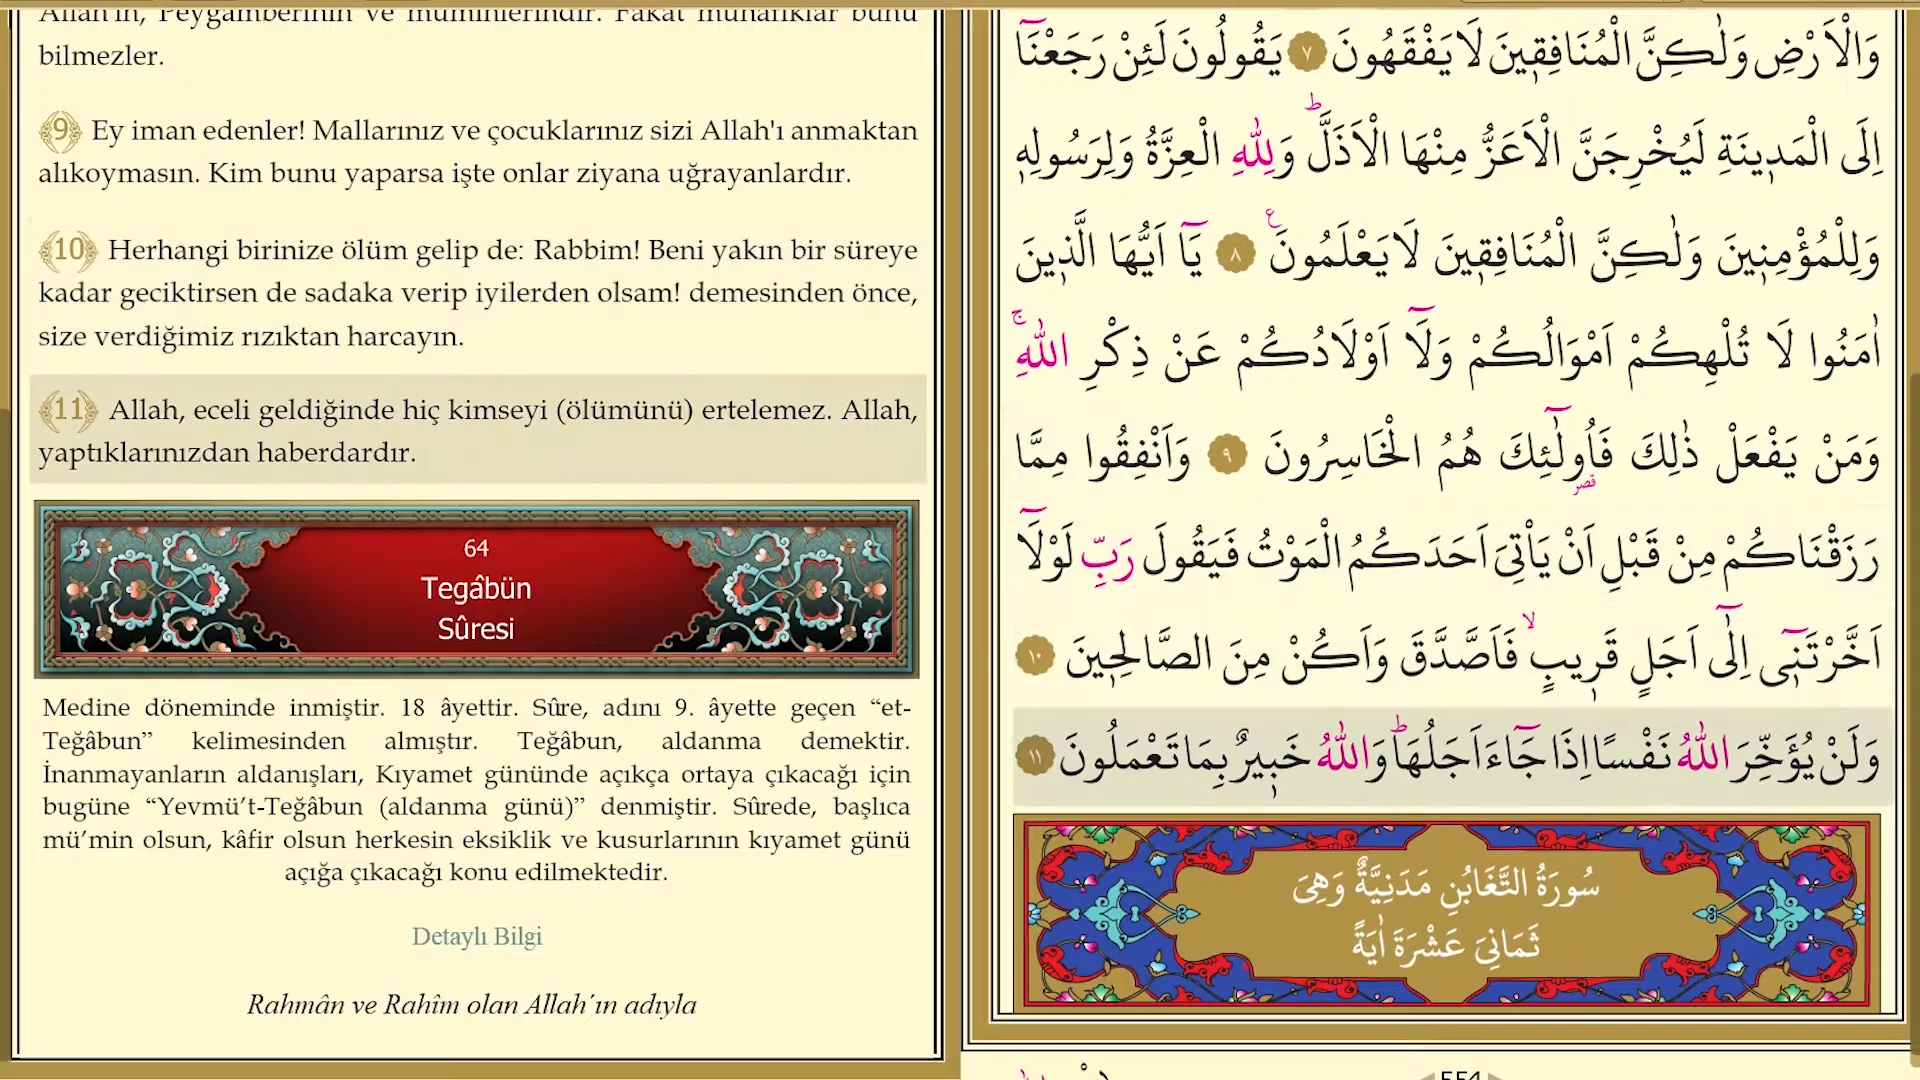 Allah'ın, Peygamberinin ve müminlerindir. Fakat münafıklar bunu
bilmezler.
9 Ey iman edenler! Mallarınız ve çocuklarınız sizi Allah'ı anmaktan
alıkoymasın. Kim bunu yaparsa işte onlar ziyana uğrayanlardır.
10 Herhangi birinize ölüm gelip de: Rabbim! Beni yakın bir süreye
kadar geciktirsen de sadaka verip iyilerden olsam! demesinden önce,
size verdiğimiz rızıktan harcayın.
11 Allah, eceli geldiğinde hiç kimseyi (ölümünü) ertelemez. Allah,
yaptıklarınızdan haberdardır.
64
Tegâbün
Sûresi
Medine döneminde inmiştir. 18 âyettir. Sûre, adını 9. âyette geçen “et-
Teğâbun” kelimesinden almıştır. Teğâbun, aldanma demektir.
İnanmayanların aldanışları, Kıyamet gününde açıkça ortaya çıkacağı için
bugüne “Yevmü’t-Teğâbun (aldanma günü)” denmiştir. Sûrede, başlıca
mü’min olsun, kâfir olsun herkesin eksiklik ve kusurlarının kıyamet günü
açığa çıkacağı konu edilmektedir.
Detaylı Bilgi
Rahmân ve Rahîm olan Allah´ın adıyla
وَالْاَرْضِ وَلٰكِنَّ الْمُنَافِقٖينَ لَا يَفْقَهُونَ ٧ يَقُولُونَ لَئِنْ رَجَعْنَٓا
اِلَى الْمَدٖينَةِ لَيُخْرِجَنَّ الْاَعَزُّ مِنْهَا الْاَذَلَّؕ وَلِلّٰهِ الْعِزَّةُ وَلِرَسُولِهٖ
وَلِلْمُؤْمِنٖينَ وَلٰكِنَّ الْمُنَافِقٖينَ لَا يَعْلَمُونَ ࣖ ٨ يَٓا اَيُّهَا الَّذٖينَ
اٰمَنُوا لَا تُلْهِكُمْ اَمْوَالُكُمْ وَلَٓا اَوْلَادُكُمْ عَنْ ذِكْرِ اللّٰهِۚ
وَمَنْ يَفْعَلْ ذٰلِكَ فَاُو۬لٰٓئِكَ هُمُ الْخَاسِرُونَ ٩ وَاَنْفِقُوا مِمَّا
رَزَقْنَاكُمْ مِنْ قَبْلِ اَنْ يَأْتِىَ اَحَدَكُمُ الْمَوْتُ فَيَقُولَ رَبِّ لَوْلَٓا
اَخَّرْتَنٖٓى اِلٰٓى اَجَلٍ قَرٖيبٍۙ فَاَصَّدَّقَ وَاَكُنْ مِنَ الصَّالِحٖينَ ١٠
وَلَنْ يُؤَخِّرَ اللّٰهُ نَفْسًا اِذَا جَٓاءَ اَجَلُهَاؕ وَاللّٰهُ خَبٖيرٌ بِمَا تَعْمَلُونَ ١١
سُورَةُ التَّغَابُنِ مَدَنِيَّةٌ وَهِىَ
ثَمَانِىَ عَشْرَةَ اٰيَةً